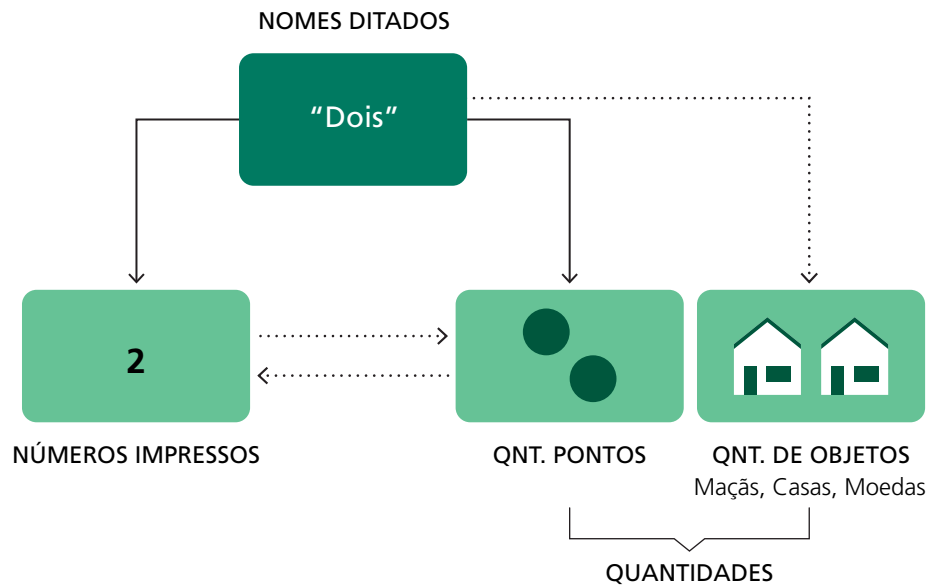 NOMES DITADOS
“Dois”
2
NÚMEROS IMPRESSOS
QNT. PONTOS
QNT. DE OBJETOS
Maçãs, Casas, Moedas
QUANTIDADES